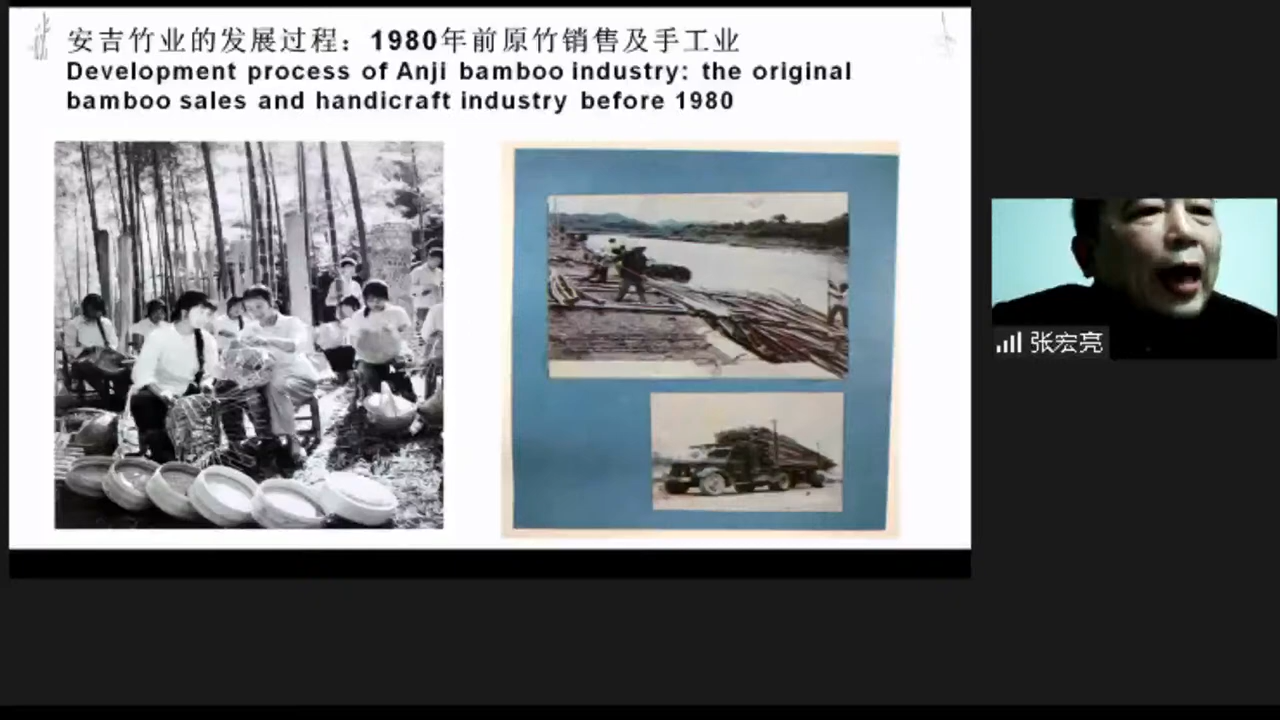 安吉竹业的发展过程：1980年前原竹销售及手工业
Development process of Anji bamboo industry: the original
bamboo sales and handicraft industry before 1980
张宏亮